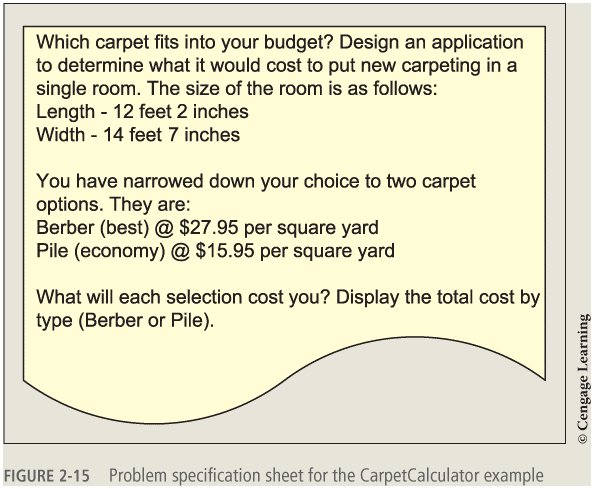 Which carpet fits into your budget? Design an application
to determine what it would cost to put new carpeting in a
single room. The size of the room is as follows:
Length - 12 feet 2 inches
Width - 14 feet 7 inches
You have narrowed down your choice to two carpet
options. They are:
Berber (best) @ $27.95 per square yard
Pile (economy) @ $15.95 per square yard
What will each selection cost you? Display the total cost by
type (Berber or Pile).
© Cengage Learning
FIGURE 2-15 Problem specification sheet for the CarpetCalculator example